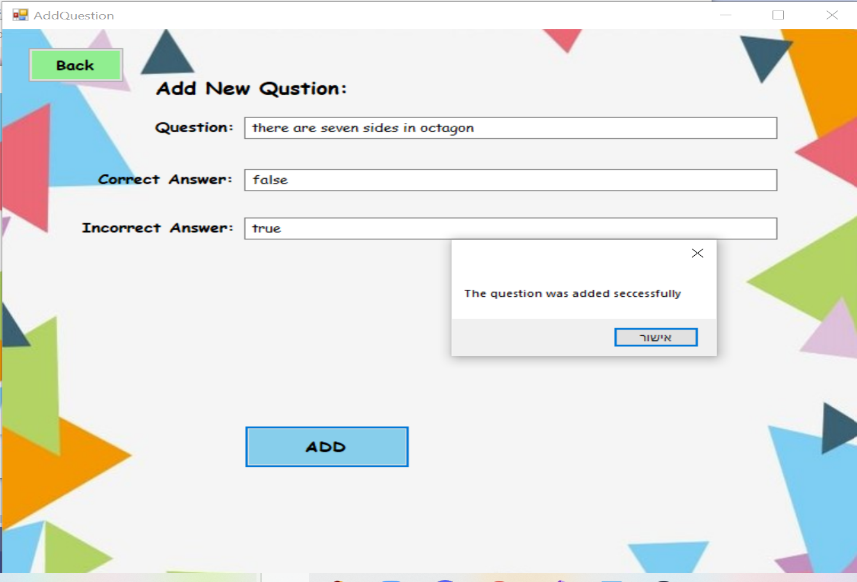 AddQuestion
Back
Add New Qustion:
Question: there are seven sides in octagon
Correct Answer: false
Incorrect Answer: true
The question was added seccessfully
אישור
ADD